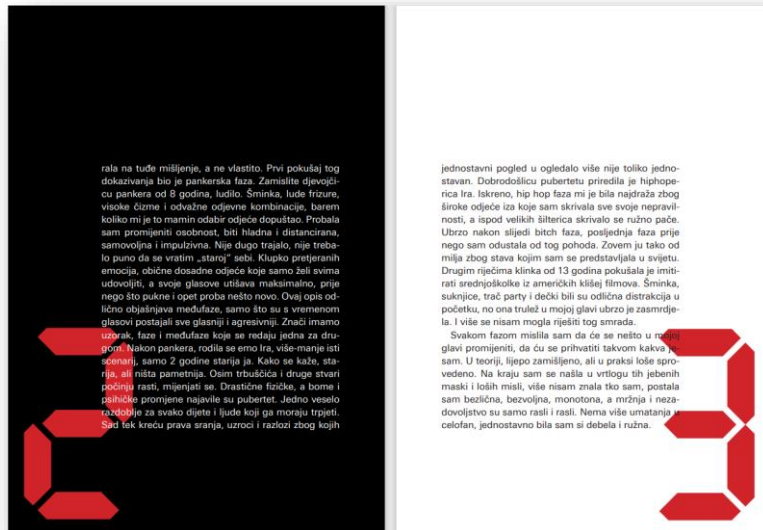 rala na tuđe mišljenje, a ne vlastito. Prvi pokušaj tog
dokazivanja bio je pankerska faza. Zamislite djevojči-
cu pankera od 8 godina, ludilo. Šminka, lude frizure,
visoke čizme i odvažne odjevne kombinacije, barem
koliko mi je to mamin odabir odjeće dopuštao. Probala
sam promijeniti osobnost, biti hladna i distancirana,
samovoljna i impulzivna. Nije dugo trajalo, nije treba-
lo puno da se vratim „staroj” sebi. Klupko pretjeranih
emocija, obične dosadne odjeće koje samo želi svima
udovoljiti, a svoje glasove utišava maksimalno, prije
nego što pukne i opet proba nešto novo. Ovaj opis od-
lično objašnjava međufaze, samo što su s vremenom
glasovi postajali sve glasniji i agresivniji. Znači imamo
uzorak, faze i međufaze koje se redaju jedna za dru-
gom. Nakon pankera, rodila se emo Ira, više-manje isti
scenarij, samo 2 godine starija ja. Kako se kaže, sta-
rija, ali ništa pametnija. Osim trbuščića i druge stvari
počinju rasti, mijenjati se. Drastične fizičke, a bome i
psihičke promjene najavile su pubertet. Jedno veselo
razdoblje za svako dijete i ljude koji ga moraju trpjeti.
Sad tek kreću prava sranja, uzroci i razlozi zbog kojih
2
jednostavni pogled u ogledalo više nije toliko jedno-
stavan. Dobrodošlicu pubertetu priredila je hiphope-
rica Ira. Iskreno, hip hop faza mi je bila najdraža zbog
široke odjeće iza koje sam skrivala sve svoje nepravil-
nosti, a ispod velikih šilterica skrivalo se ružno pače.
Ubrzo nakon slijedi bitch faza, posljednja faza prije
nego sam odustala od tog pohoda. Zovem ju tako od
milja zbog stava kojim sam se predstavljala u svijetu.
Drugim riječima klinka od 13 godina pokušala je imiti-
rati srednjoškolke iz američkih klišej filmova. Šminka,
suknjice, trač party i dečki bili su odlična distrakcija u
početku, no ona trulež u mojoj glavi ubrzo je zasmrdje-
la. I više se nisam mogla riješiti tog smrada.
Svakom fazom mislila sam da će se nešto u mojoj
glavi promijeniti, da ću se prihvatiti takvom kakva je-
sam. U teoriji, lijepo zamišljeno, ali u praksi loše spro-
vedeno. Na kraju sam se našla u vrtlogu tih jebenih
maski i loših misli, više nisam znala tko sam, postala
sam bezlična, bezvoljna, monotona, a mržnja i neza-
dovoljstvo su samo rasli i rasli. Nema više umatanja u
celofan, jednostavno bila sam si debela i ružna.
3